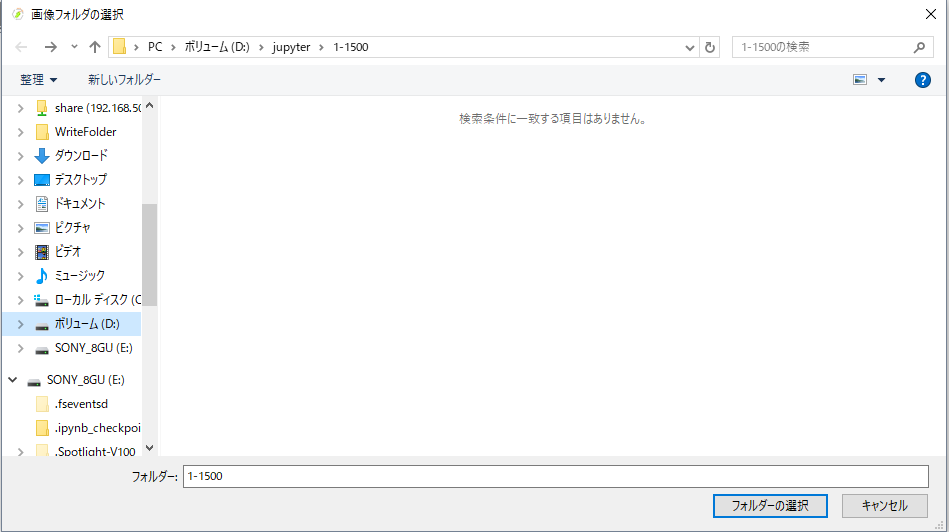 画像フォルダの選択
PC › ボリューム (D:) › jupyter › 1-1500
1-1500の検索
整理
新しいフォルダー
share (192.168.50
WriteFolder
ダウンロード
デスクトップ
ドキュメント
ピクチャ
ビデオ
ミュージック
ローカル ディスク (C
ボリューム (D:)
SONY_8GU (E:)
SONY_8GU (E:)
.fseventsd
.ipynb_checkpoi
.Spotlight-V100
検索条件に一致する項目はありません。
フォルダー:
1-1500
フォルダーの選択
キャンセル